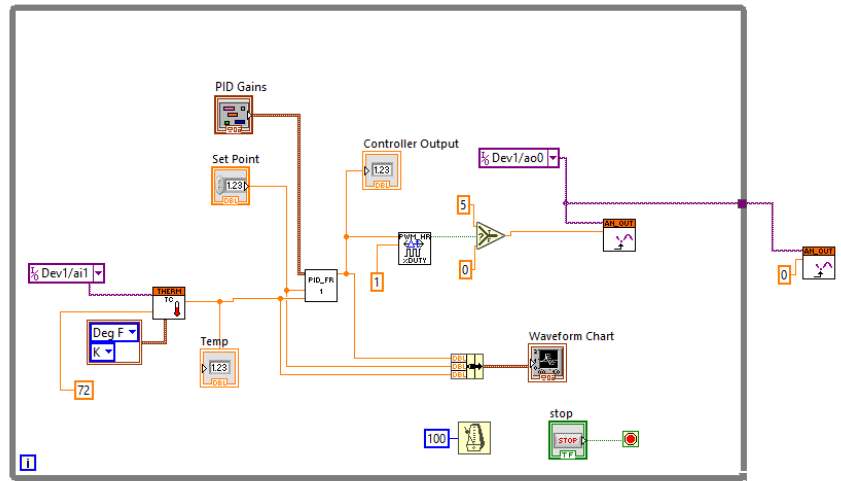 PID Gains
Set Point
1.23
DBL
Controller Output
1.23
DBL
Dev1/ao0
5
0
AN_OUT
AN_OUT
0
PWM_HR
%DUTY
1
PID_FR
1
Dev1/ai1
THERM
TC
Deg F
K
72
Temp
1.23
DBL
DBL
DBL
DBL
Waveform Chart
100
stop
STOP
TF
i